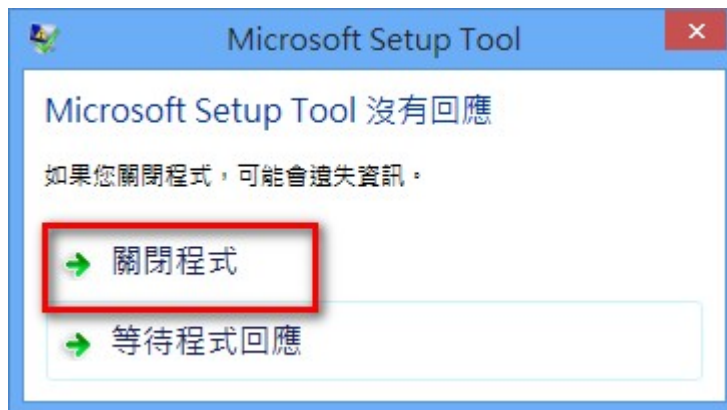 Microsoft Setup Tool
Microsoft Setup Tool 沒有回應
如果您關閉程式，可能會遺失資訊。
關閉程式
等待程式回應